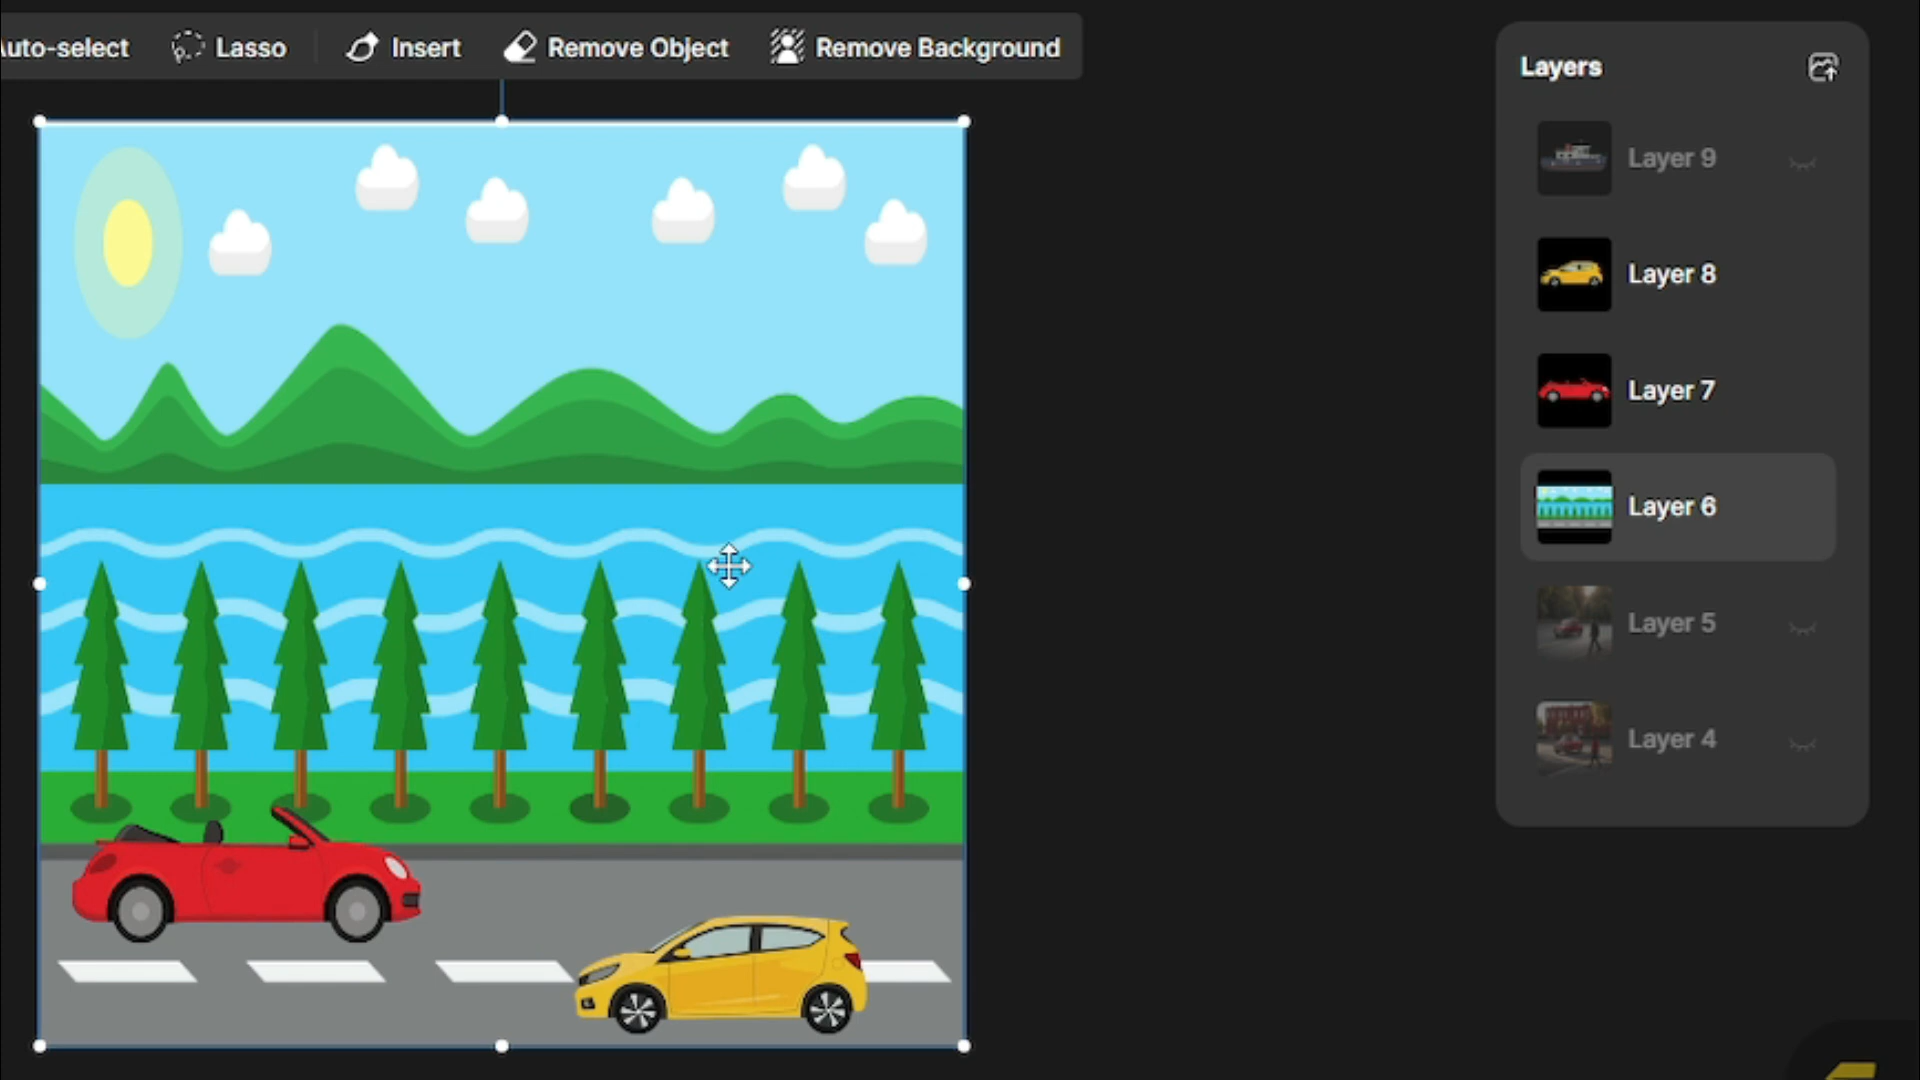 Auto-select Lasso Insert Remove Object Remove Background
Layers
Layer 9
Layer 8
Layer 7
Layer 6
Layer 5
Layer 4